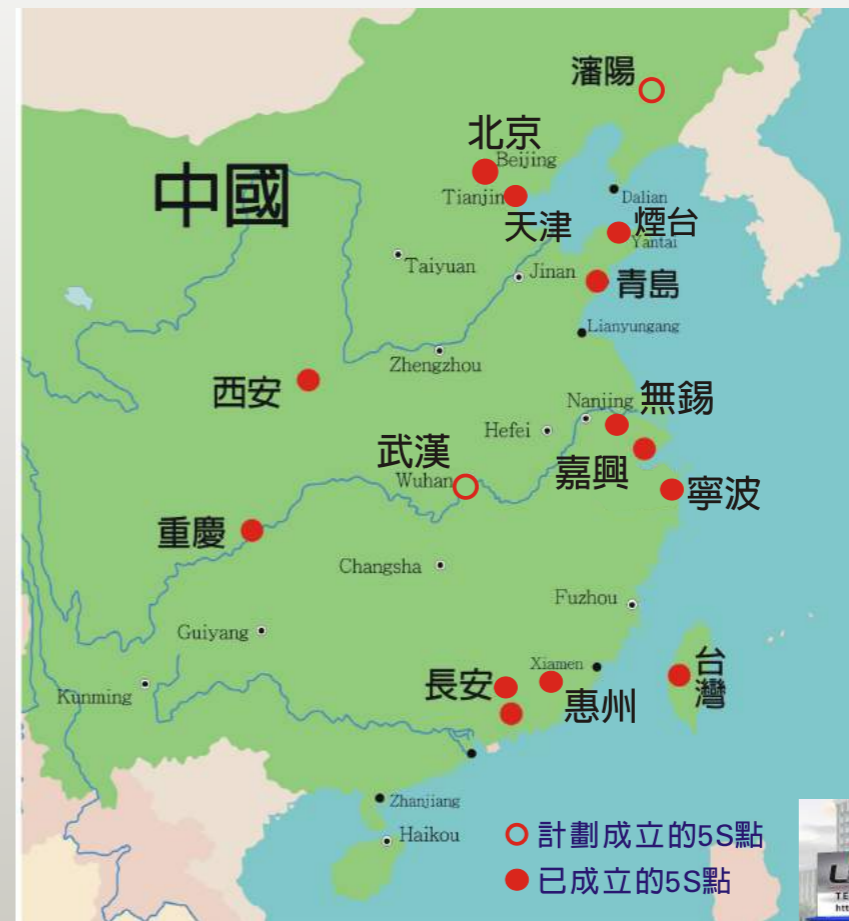 瀋陽
北京
Beijing
中國
Tianjin
天津
Dalian
煙台
Yantai
Taiyuan
Jinan
青島
Lianyungang
Zhengzhou
西安
Nanjing
無錫
Hefei
武漢
Wuhan
嘉興
寧波
重慶
Changsha
Fuzhou
Guiyang
Xiamen
台灣
長安
惠州
Kunming
Zhanjiang
Haikou
計劃成立的5S點
已成立的5S點